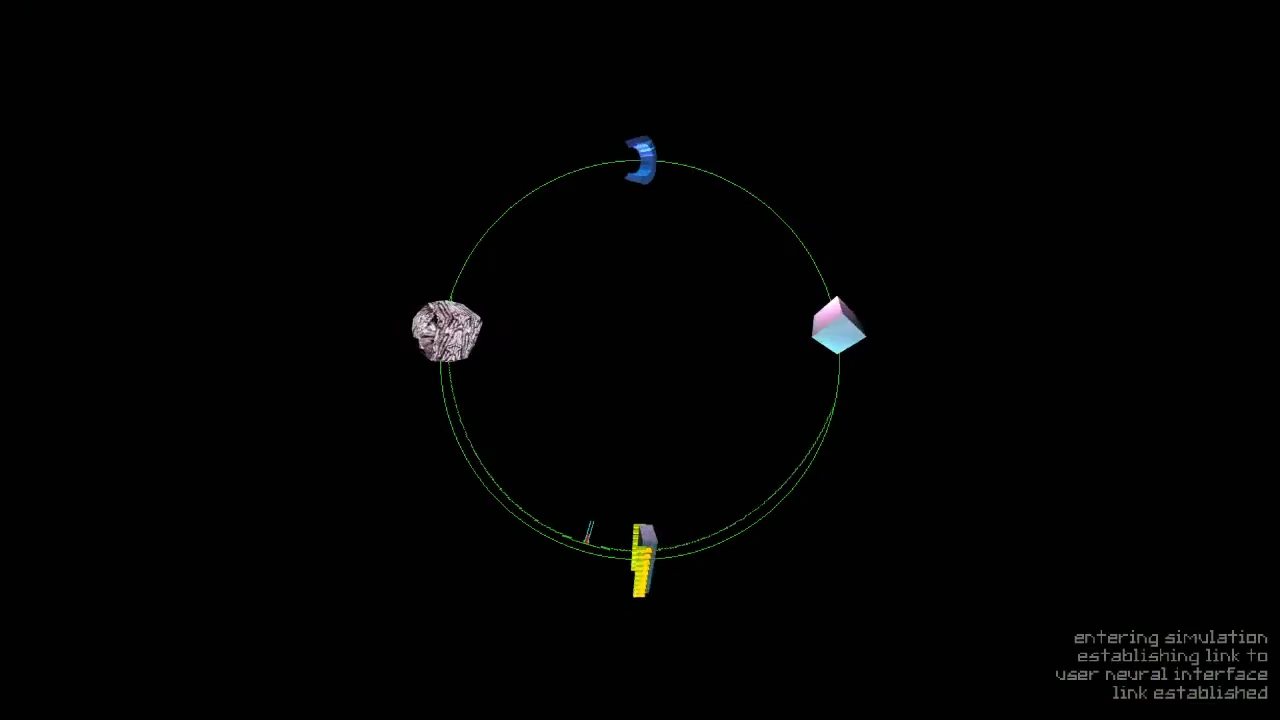 entering simulation
establishing link to
user neural interface
link established